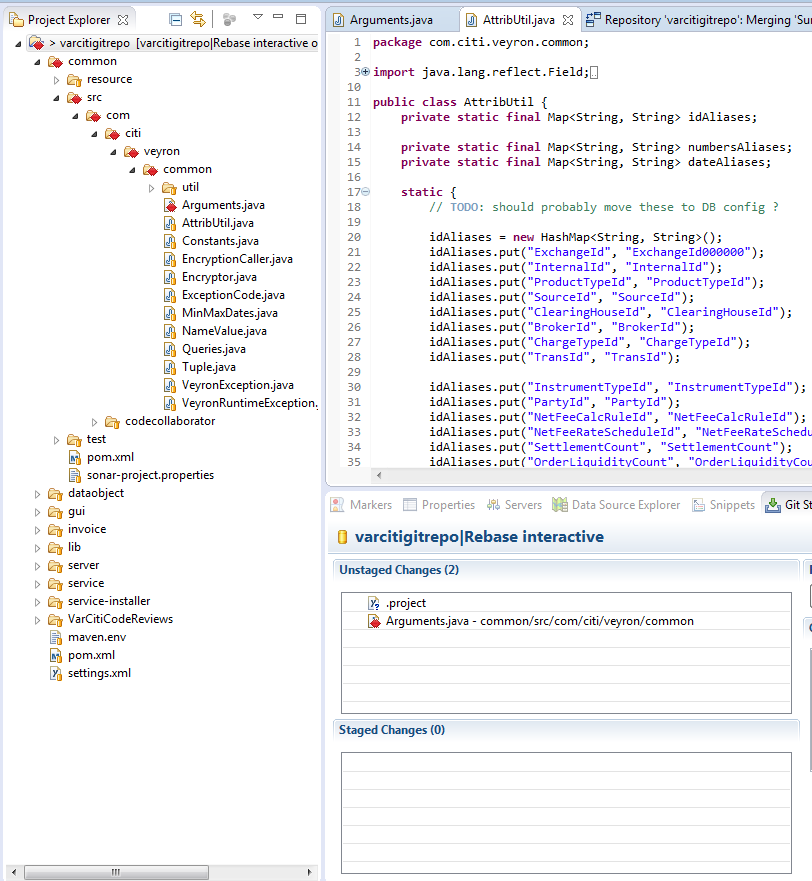 Project Explorer
> varcitigitrepo [varcitigitrepo|Rebase interactive o
common
resource
src
com
citi
veyron
common
util
Arguments.java
AttribUtil.java
Constants.java
EncryptionCaller.java
Encryptor.java
ExceptionCode.java
MinMaxDates.java
NameValue.java
Queries.java
Tuple.java
VeyronException.java
VeyronRuntimeException.
codecollaborator
test
pom.xml
sonar-project.properties
dataobject
gui
invoice
lib
server
service
service-installer
VarCitiCodeReviews
maven.env
pom.xml
settings.xml
Arguments.java AttribUtil.java Repository 'varcitigitrepo': Merging 'Sur
1 package com.citi.veyron.common;
2
3 import java.lang.reflect.Field;
10
11 public class AttribUtil {
12 private static final Map<String, String> idAliases;
13
14 private static final Map<String, String> numbersAliases;
15 private static final Map<String, String> dateAliases;
16
17 static {
18 // TODO: should probably move these to DB config ?
19
20 idAliases = new HashMap<String, String>();
21 idAliases.put("ExchangeId", "ExchangeId000000");
22 idAliases.put("InternalId", "InternalId");
23 idAliases.put("ProductTypeId", "ProductTypeId");
24 idAliases.put("SourceId", "SourceId");
25 idAliases.put("ClearingHouseId", "ClearingHouseId");
26 idAliases.put("BrokerId", "BrokerId");
27 idAliases.put("ChargeTypeId", "ChargeTypeId");
28 idAliases.put("TransId", "TransId");
29
30 idAliases.put("InstrumentTypeId", "InstrumentTypeId");
31 idAliases.put("PartyId", "PartyId");
32 idAliases.put("NetFeeCalcRuleId", "NetFeeCalcRuleId");
33 idAliases.put("NetFeeRateScheduleId", "NetFeeRateSchedu
34 idAliases.put("SettlementCount", "SettlementCount");
35 idAliases.put("OrderLiquidityCount", "OrderLiquidityCou
Markers Properties Servers Data Source Explorer Snippets Git St
varcitigitrepo|Rebase interactive
Unstaged Changes (2)
.project
Arguments.java - common/src/com/citi/veyron/common
Staged Changes (0)